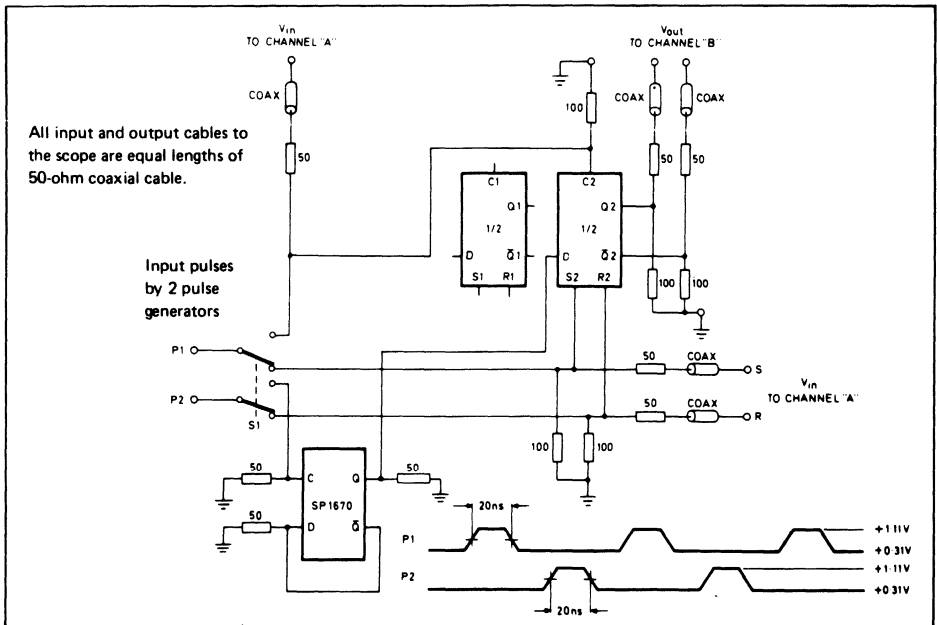 Vin
TO CHANNEL "A"
Vout
TO CHANNEL "B"
COAX
100
COAX
COAX
All input and output cables to
the scope are equal lengths of
50-ohm coaxial cable.
50
50
50
C1
C2
Q1
Q2
1/2
1/2
D
Q̅1
D
Q̅2
S1
R1
S2
R2
Input pulses
by 2 pulse
generators
100
100
P1
50
COAX
S
Vin
TO CHANNEL "A"
P2
50
COAX
R
S1
100
100
50
C
Q
50
SP1670
50
D
Q̅
20ns
P1
+1·11V
+0·31V
P2
+1·11V
+0·31V
20ns